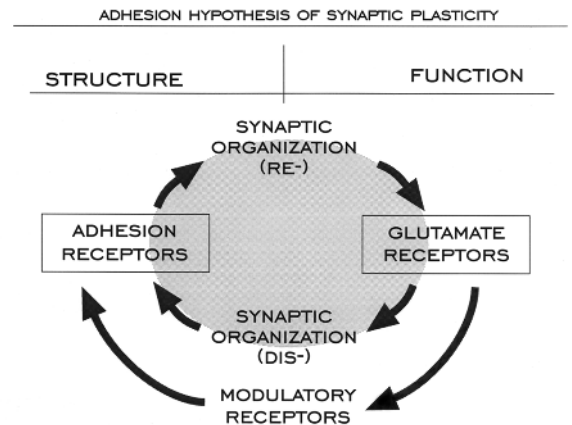 ADHESION HYPOTHESIS OF SYNAPTIC PLASTICITY
STRUCTURE
FUNCTION
SYNAPTIC
ORGANIZATION
(RE-)
ADHESION
RECEPTORS
GLUTAMATE
RECEPTORS
SYNAPTIC
ORGANIZATION
(DIS-)
MODULATORY
RECEPTORS